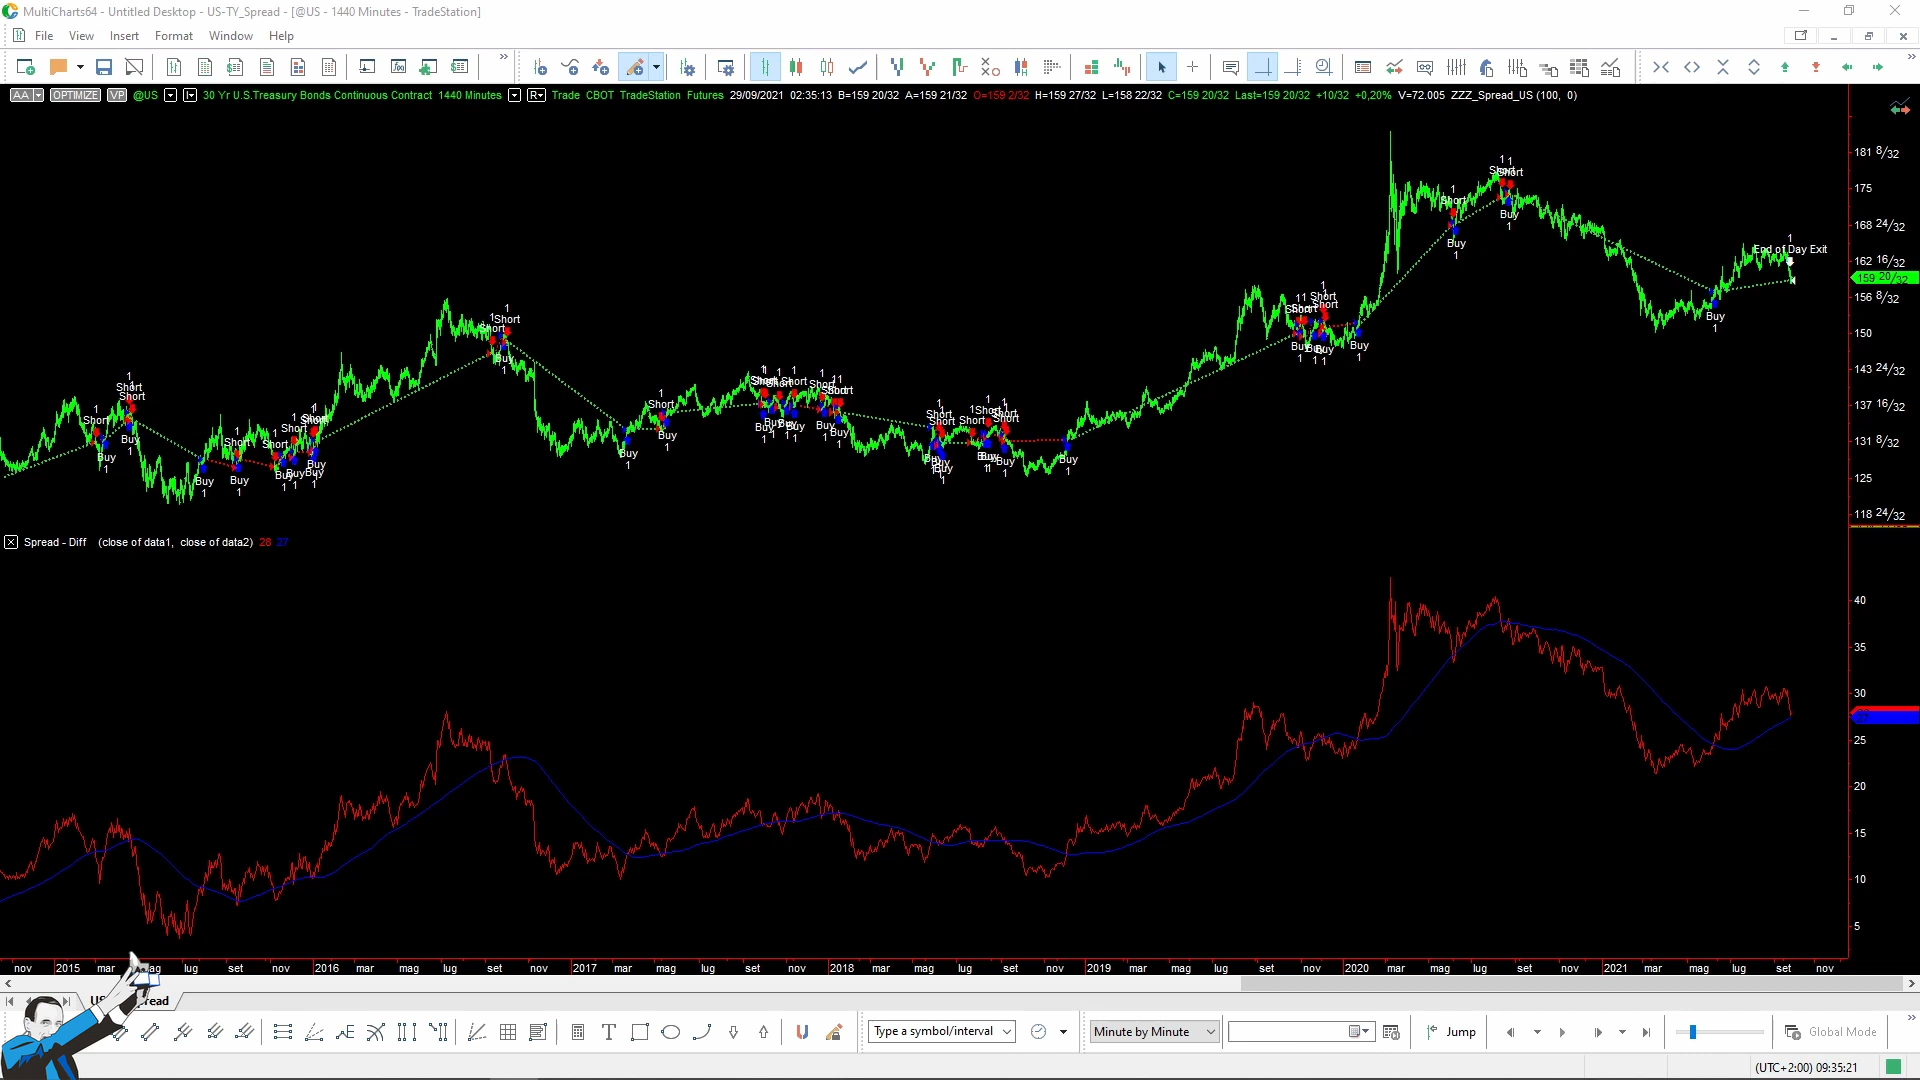 MultiCharts64 - Untitled Desktop - US-TY_Spread - [@US - 1440 Minutes - TradeStation]
File View Insert Format Window Help
AA OPTIMIZE VP @US 30 Yr U.S.Treasury Bonds Continuous Contract 1440 Minutes R Trade CBOT TradeStation Futures 29/09/2021 02:35:13 B=159 20/32 A=159 21/32 O=159 2/32 H=159 27/32 L=158 22/32 C=159 20/32 Last=159 20/32 +10/32 +0,20% V=72.005 ZZZ_Spread_US (100, 0)
181 8/32
175
168 24/32
162 16/32
159 20/32
156 8/32
150
143 24/32
137 16/32
131 8/32
125
118 24/32
1 Short
Buy 1
End of Day Exit
Spread - Diff (close of data1, close of data2) 28 27
40
35
30
25
20
15
10
5
nov 2015 mar mag lug set nov 2016 mar mag lug set nov 2017 mar mag lug set nov 2018 mar mag lug set nov 2019 mar mag lug set nov 2020 mar mag lug set nov 2021 mar mag lug set nov
US
read
Type a symbol/interval Minute by Minute Jump Global Mode
(UTC+2:00) 09:35:21